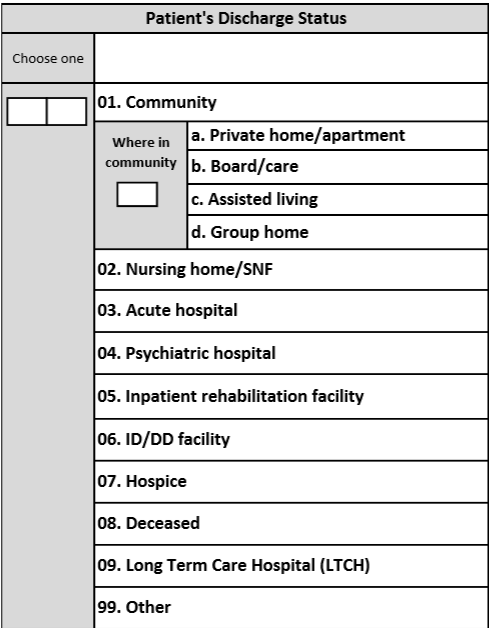 Patient's Discharge Status
Choose one
01. Community
Where in
community
a. Private home/apartment
b. Board/care
c. Assisted living
d. Group home
02. Nursing home/SNF
03. Acute hospital
04. Psychiatric hospital
05. Inpatient rehabilitation facility
06. ID/DD facility
07. Hospice
08. Deceased
09. Long Term Care Hospital (LTCH)
99. Other